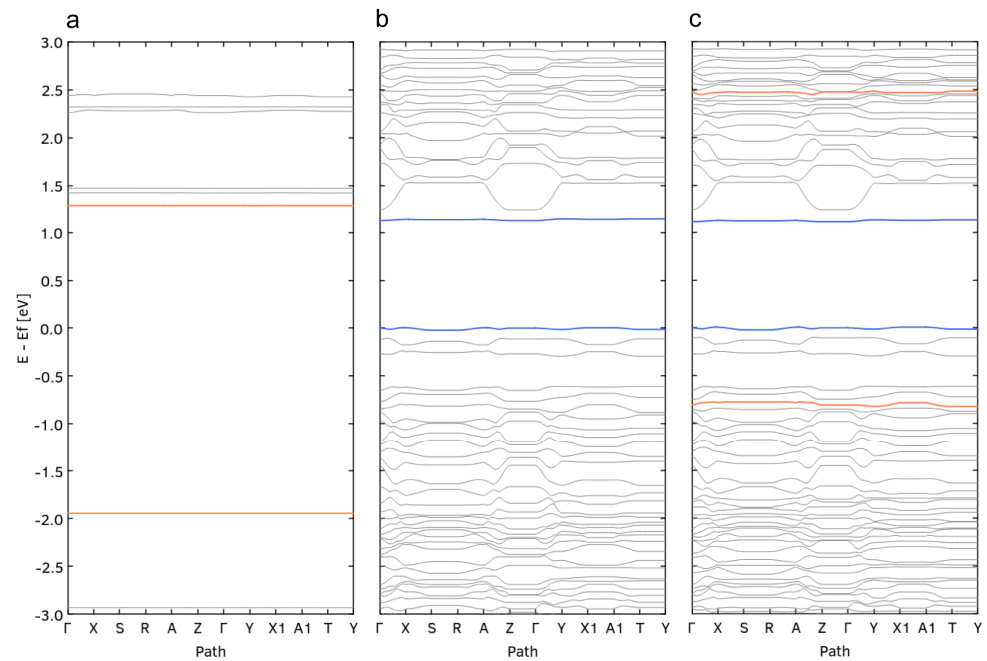 a b c
3.0
2.5
2.0
1.5
1.0
0.5
0.0
-0.5
-1.0
-1.5
-2.0
-2.5
-3.0
E - Ef [eV]
Γ X S R A Z Γ Y X1 A1 T Y
Γ X S R A Z Γ Y X1 A1 T Y
Γ X S R A Z Γ Y X1 A1 T Y
Path
Path
Path